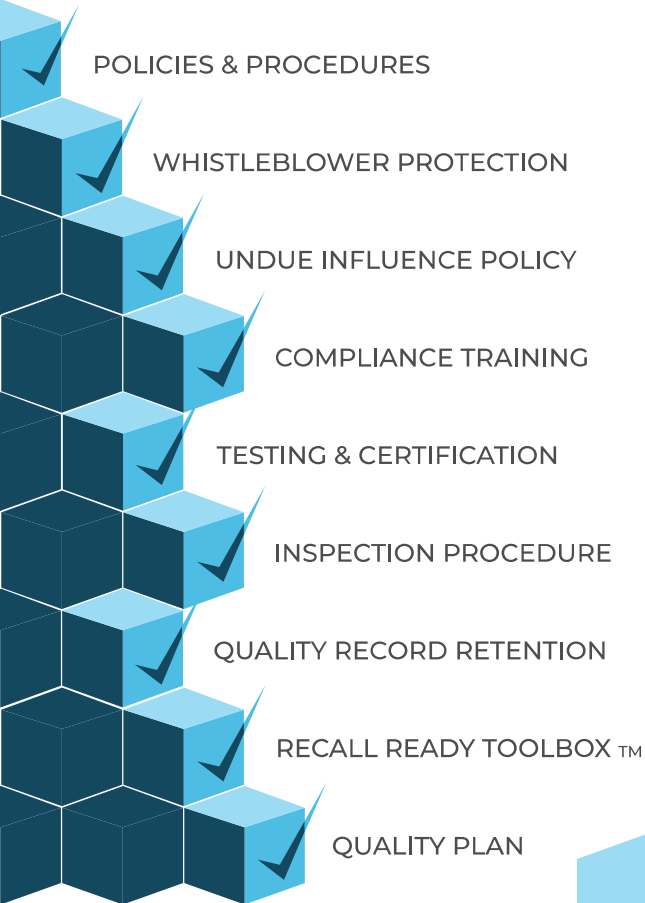 POLICIES & PROCEDURES
WHISTLEBLOWER PROTECTION
UNDUE INFLUENCE POLICY
COMPLIANCE TRAINING
TESTING & CERTIFICATION
INSPECTION PROCEDURE
QUALITY RECORD RETENTION
RECALL READY TOOLBOX TM
QUALITY PLAN